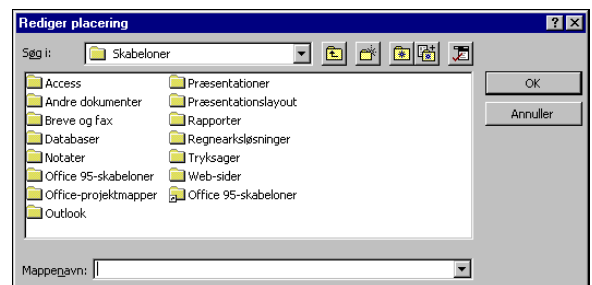 Rediger placering
Søg i: Skabeloner
Access
Andre dokumenter
Breve og fax
Databaser
Notater
Office 95-skabeloner
Office-projektmapper
Outlook
Præsentationer
Præsentationslayout
Rapporter
Regnearksløsninger
Tryksager
Web-sider
Office 95-skabeloner
OK
Annuller
Mappenavn: